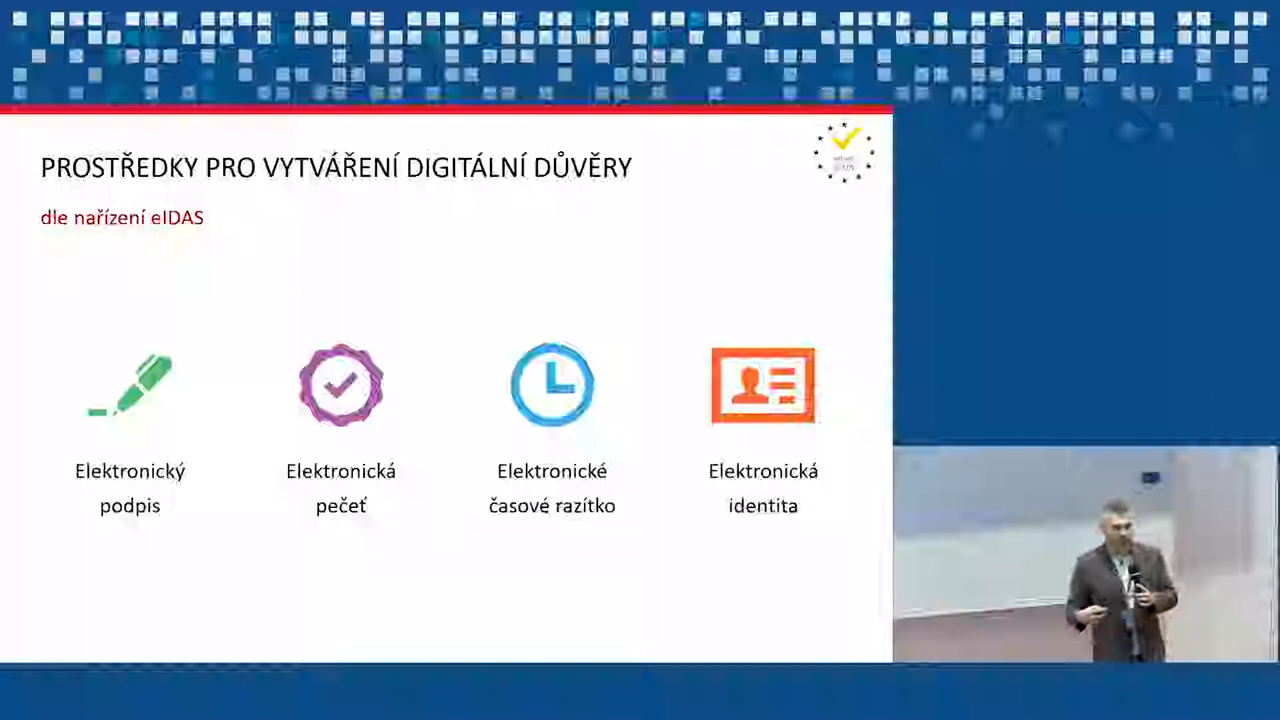 PROSTŘEDKY PRO VYTVÁŘENÍ DIGITÁLNÍ DŮVĚRY
dle nařízení eIDAS
Elektronický
podpis
Elektronická
pečeť
Elektronické
časové razítko
Elektronická
identita